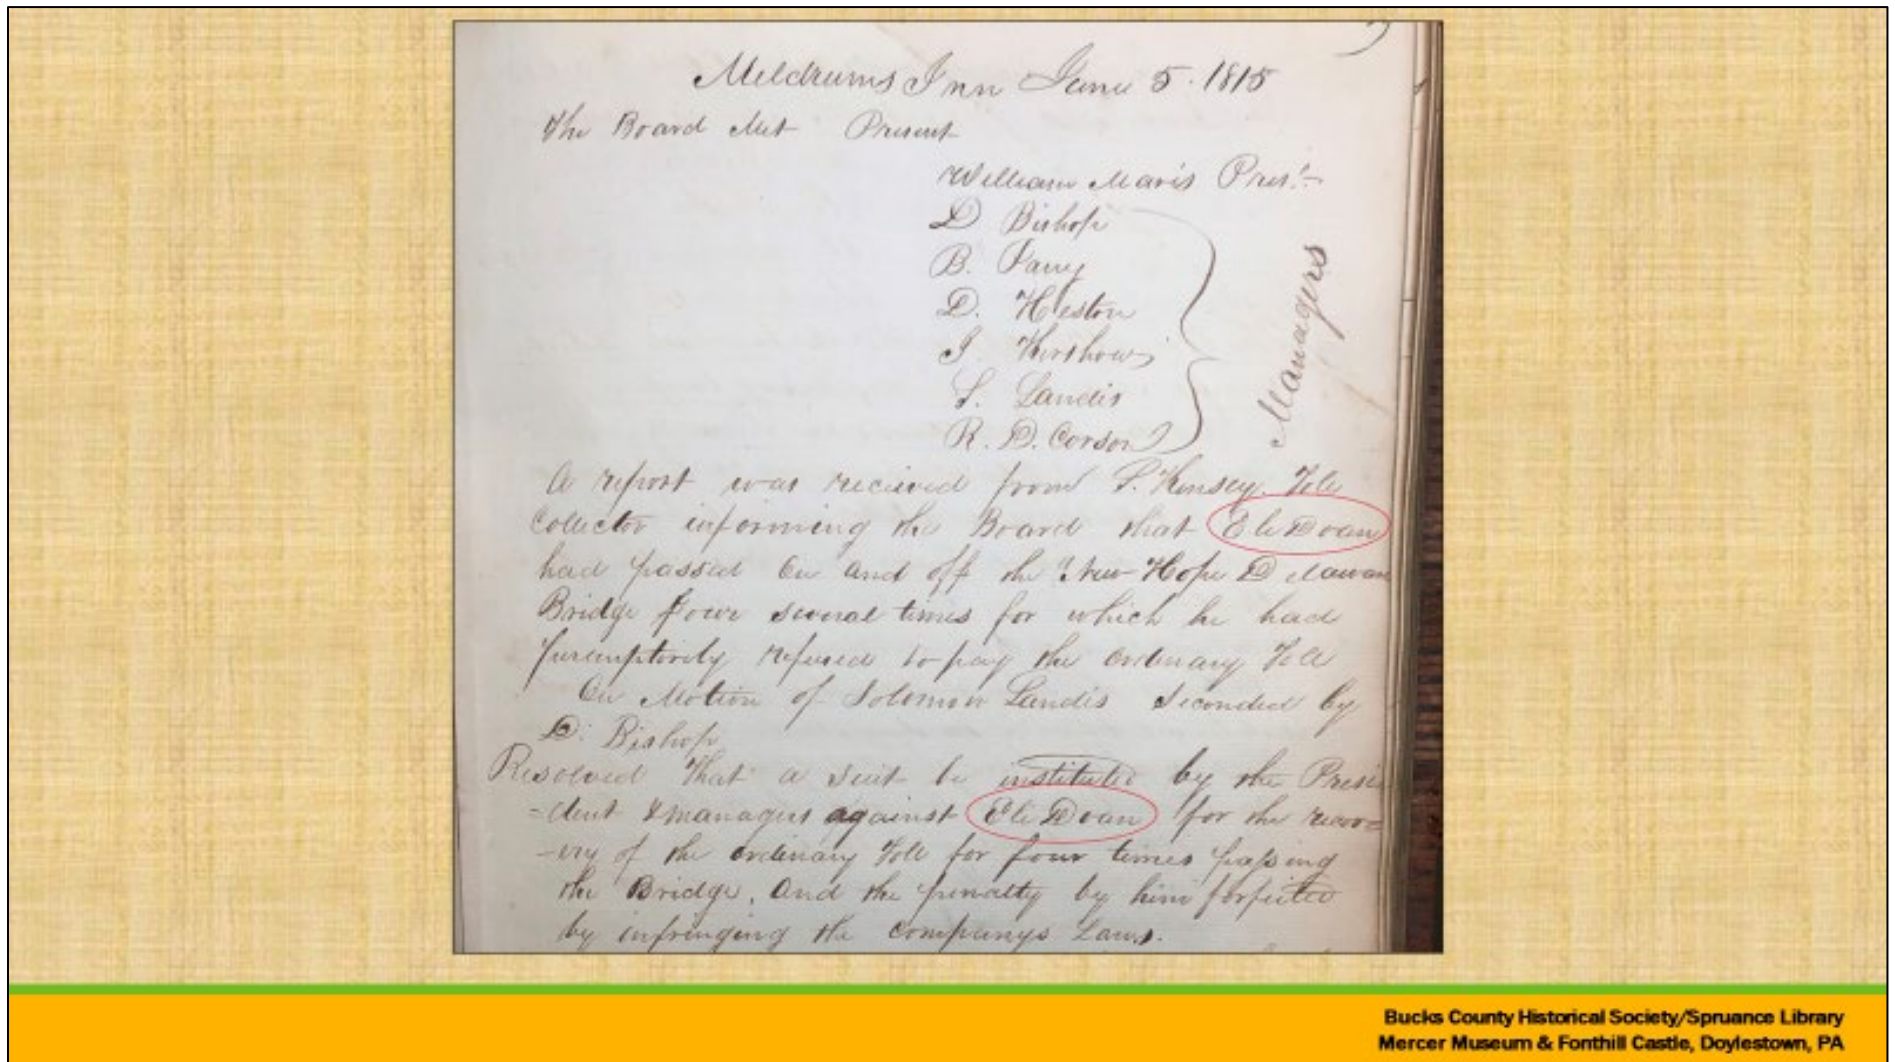 Meldrums Inn June 5. 1815
The Board Met Present
William Maris Pres.t
D Bishop
B. Parry
D. Heston
J. Kershow
S. Landis
R. D. Corson
Managers
A report was recieved from S. Kinsey. Toll
Collector informing the Board that Eli Doan
had passed on and off the New Hope Delawar
Bridge four several times for which he had
peremptorily refused to pay the ordinary Toll
On Motion of Solomon Landis Seconded by
D. Bishop
Resolved That a suit be instituted by the Presi
=dent & managers against Eli Doan for the recov=
-ery of the ordinary Toll for four times passing
the Bridge, and the penalty by him forfeited
by infringing the companys Laws.
Bucks County Historical Society/Spruance Library
Mercer Museum & Fonthill Castle, Doylestown, PA